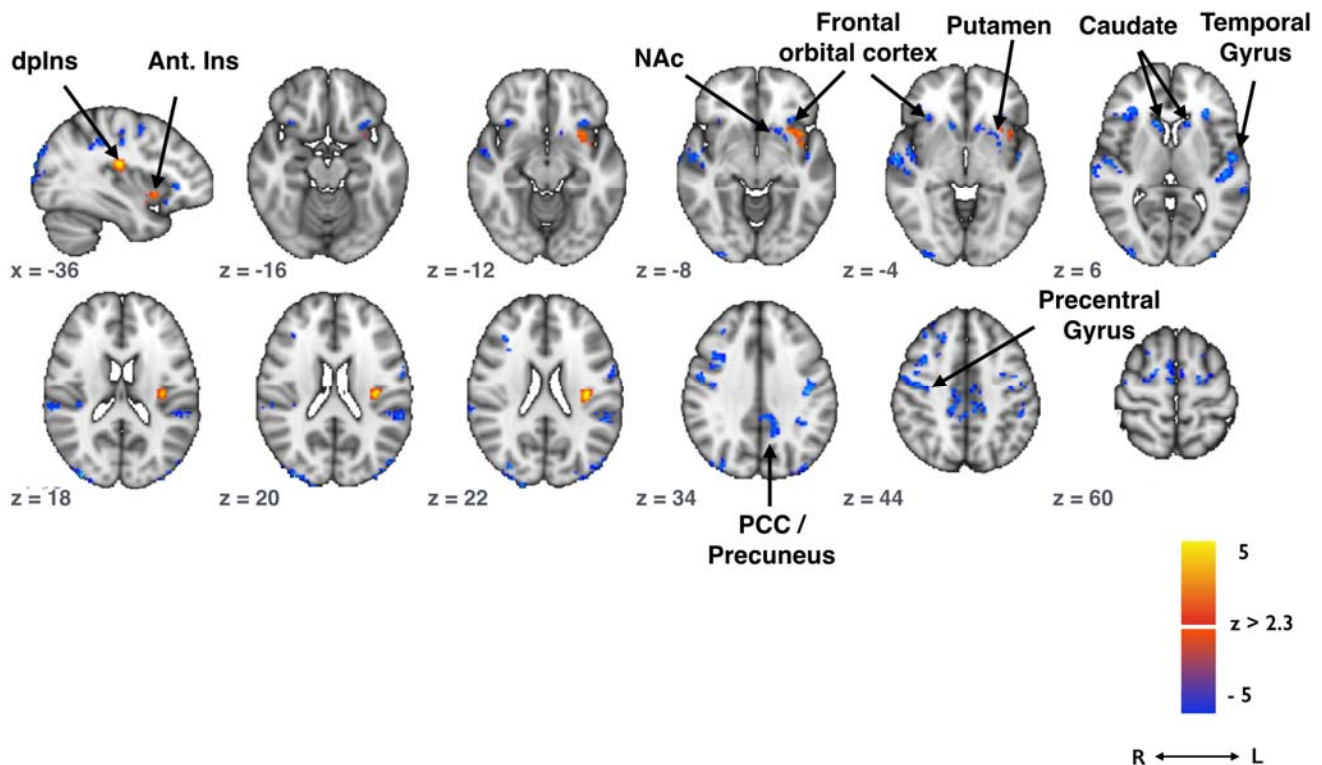 dpIns
Ant. Ins
NAc
Frontal
orbital cortex
Putamen
Caudate
Temporal
Gyrus
x = -36
z = -16
z = -12
z = -8
z = -4
z = 6
Precentral
Gyrus
z = 18
z = 20
z = 22
z = 34
z = 44
z = 60
PCC /
Precuneus
5
z > 2.3
- 5
R
L